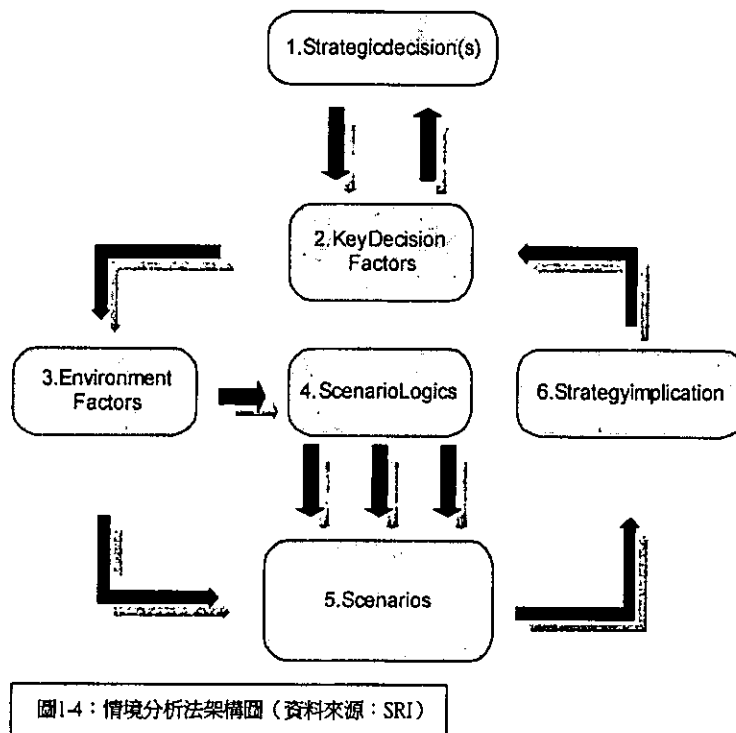 1.Strategicdecision(s)
2.KeyDecision
Factors
3.Environment
Factors
4.ScenarioLogics
6.Strategyimplication
5.Scenarios
圖1-4：情境分析法架構圖（資料來源：SRI）